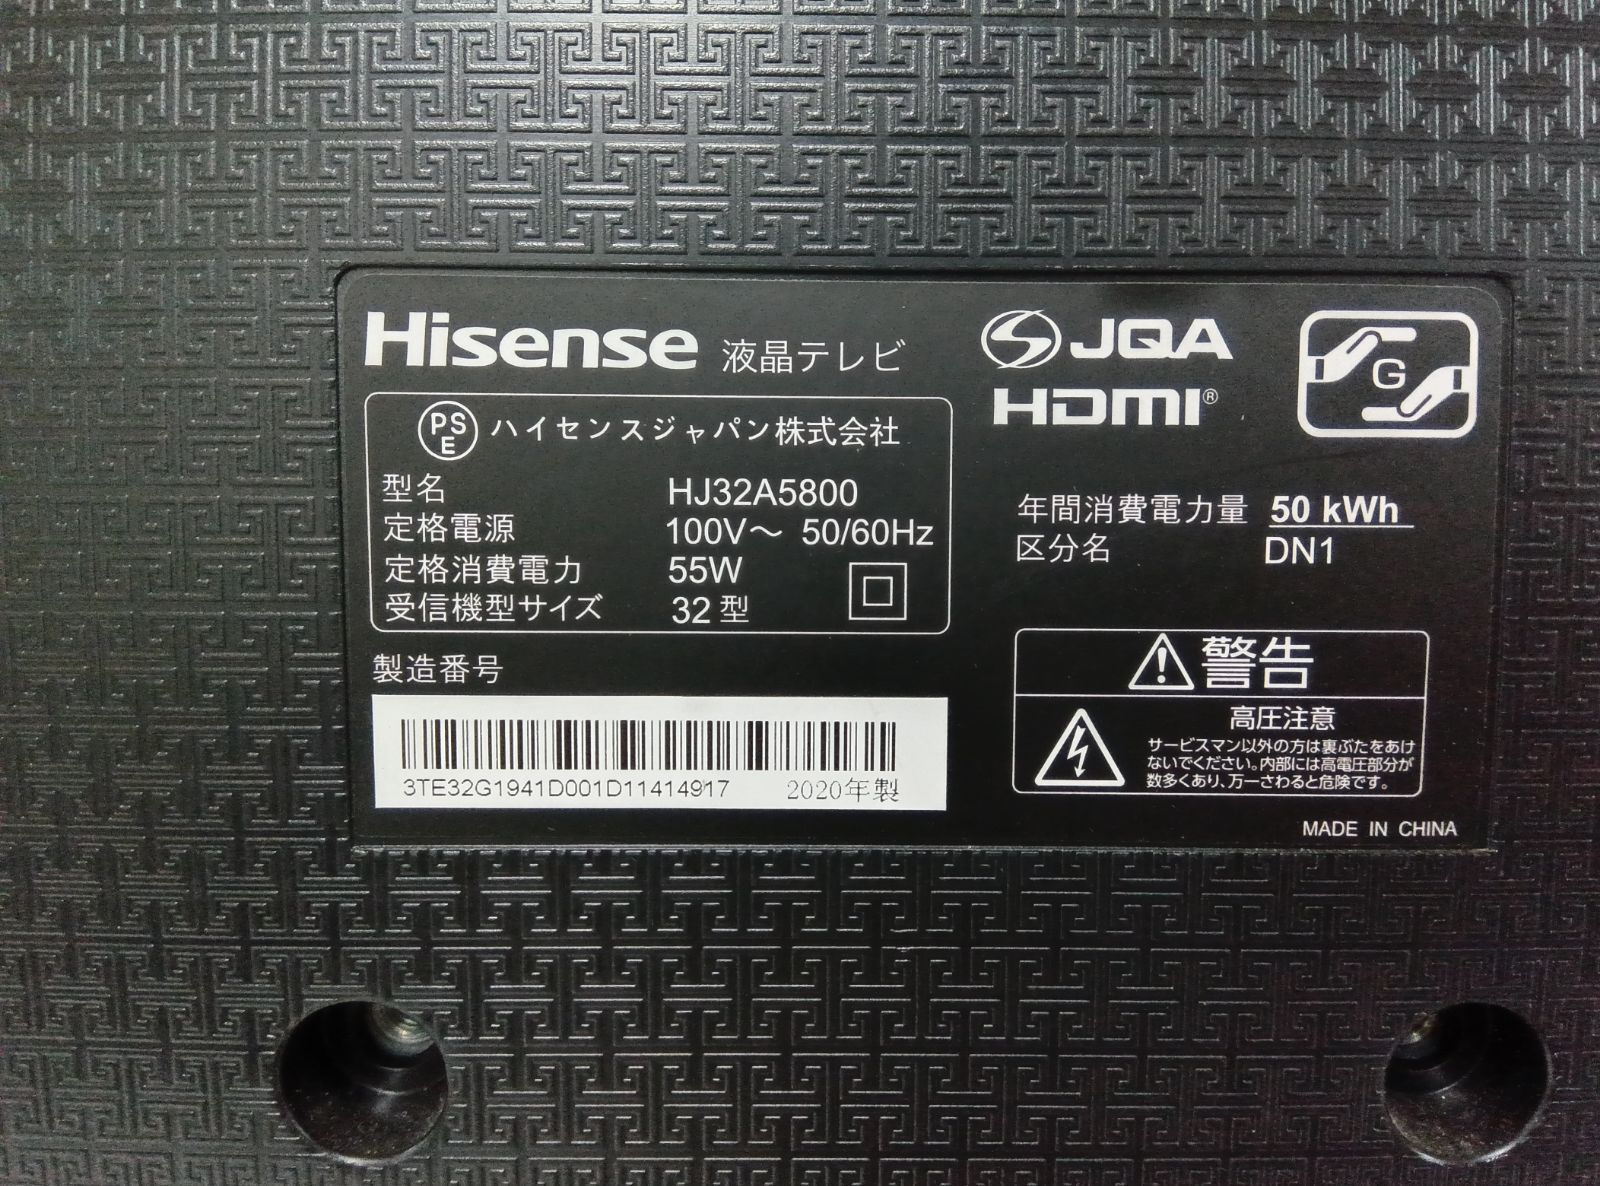 Hisense 液晶テレビ
PSE ハイセンスジャパン株式会社
型名 HJ32A5800
定格電源 100V～ 50/60Hz
定格消費電力 55W
受信機型サイズ 32型
製造番号
3TE32G1941D001D11414917 2020年製
JQA
HDMI®
G
年間消費電力量 50 kWh
区分名 DN1
警告
高圧注意
サービスマン以外の方は裏ぶたをあけ
ないでください。内部には高電圧部分が
数多くあり、万一さわると危険です。
MADE IN CHINA